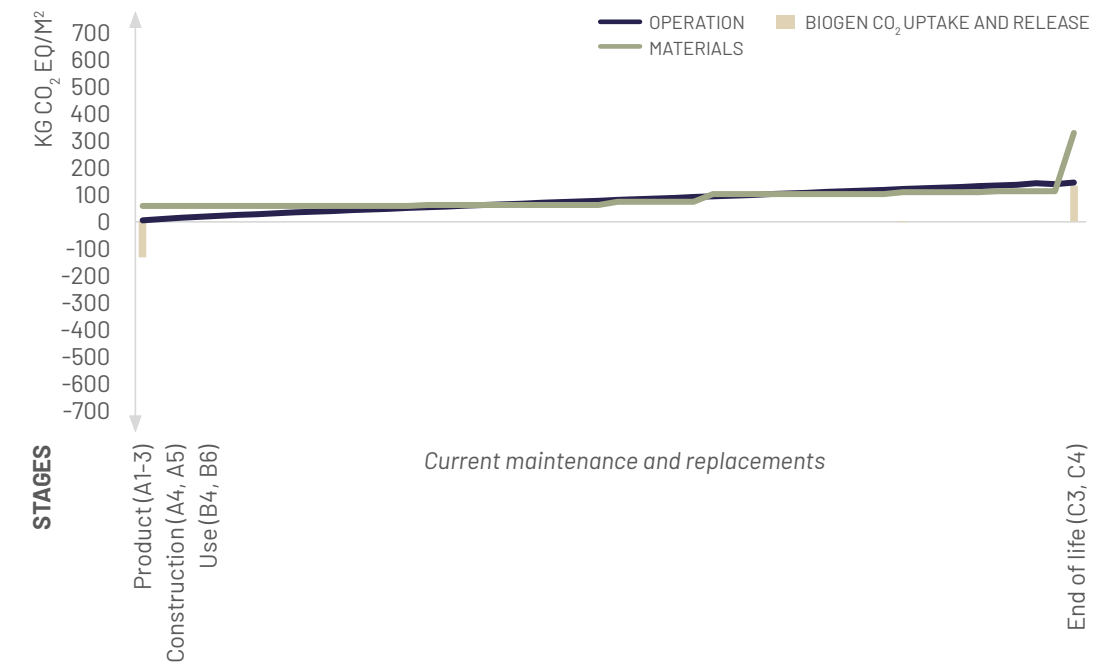 KG CO₂ EQ/M²
700
600
500
400
300
200
100
0
-100
-200
-300
-400
-500
-600
-700
OPERATION
MATERIALS
BIOGEN CO₂ UPTAKE AND RELEASE
STAGES
Product (A1-3)
Construction (A4, A5)
Use (B4, B6)
Current maintenance and replacements
End of life (C3, C4)